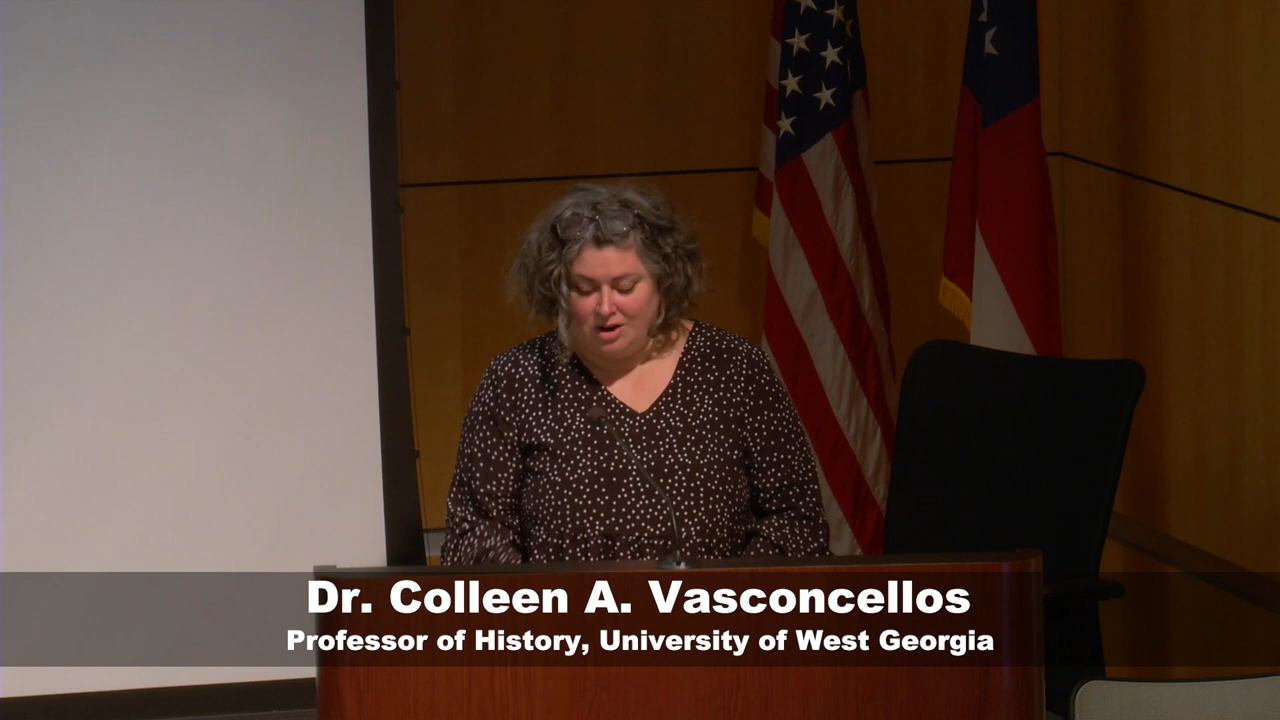 Dr. Colleen A. Vasconcellos
Professor of History, University of West Georgia